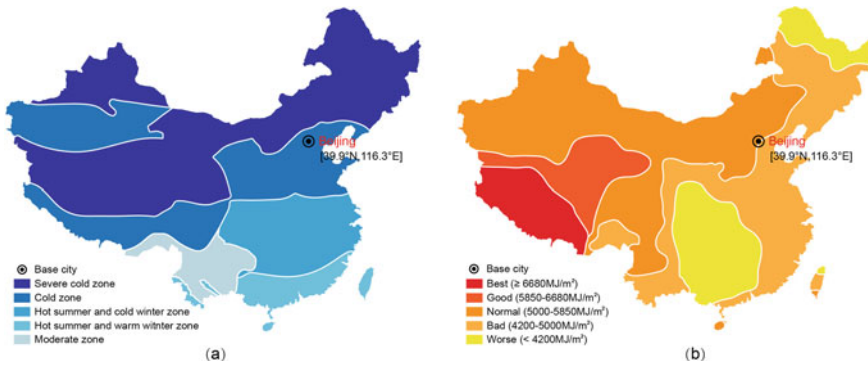 Beijing
[39.9°N,116.3°E]
Base city
Severe cold zone
Cold zone
Hot summer and cold winter zone
Hot summer and warm witnter zone
Moderate zone
(a)
Beijing
[39.9°N,116.3°E]
Base city
Best (≥ 6680MJ/m²)
Good (5850-6680MJ/m²)
Normal (5000-5850MJ/m²)
Bad (4200-5000MJ/m²)
Worse (< 4200MJ/m²)
(b)